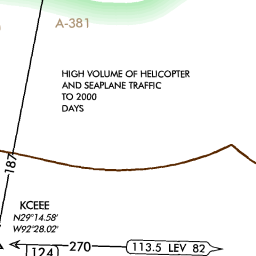 A-381
HIGH VOLUME OF HELICOPTER
AND SEAPLANE TRAFFIC
TO 2000
DAYS
187
KCEEE
N29°14.58'
W92°28.02'
270
113.5 LEV 82
124